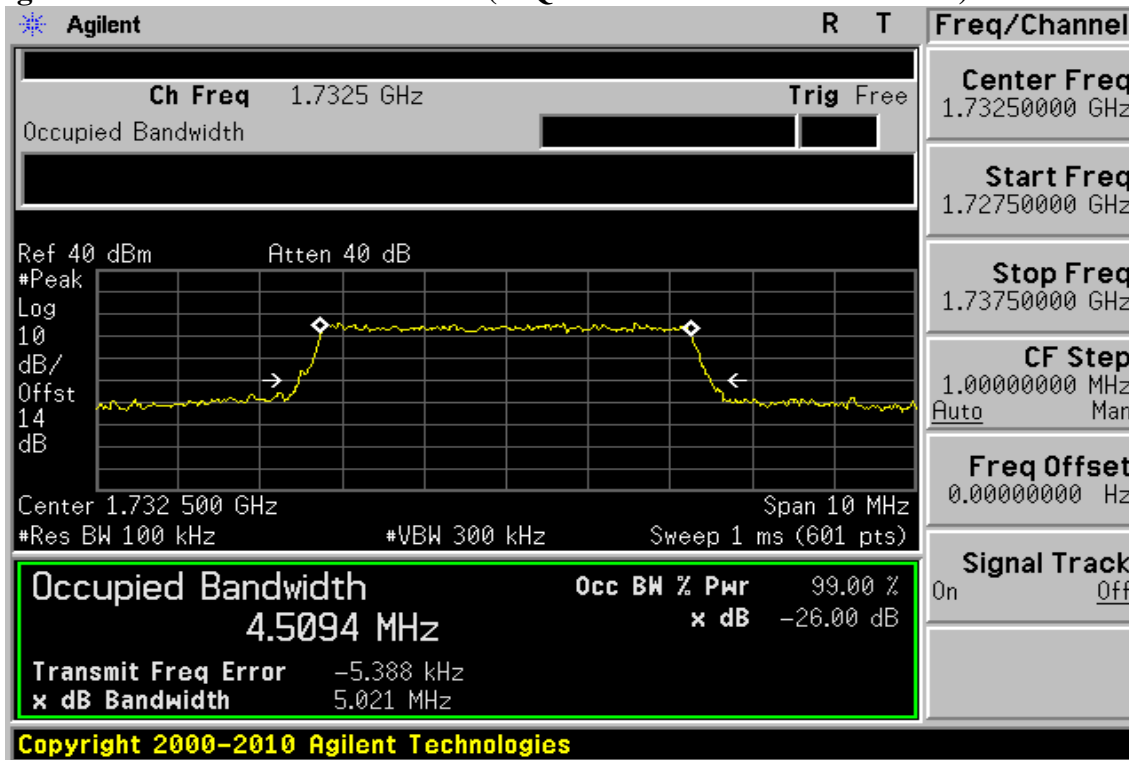 Agilent R T
Ch Freq 1.7325 GHz Trig Free
Occupied Bandwidth
Ref 40 dBm Atten 40 dB
#Peak
Log
10
dB/
Offst
14
dB
Center 1.732 500 GHz Span 10 MHz
#Res BW 100 kHz #VBW 300 kHz Sweep 1 ms (601 pts)
Occupied Bandwidth Occ BW % Pwr 99.00 %
4.5094 MHz x dB -26.00 dB
Transmit Freq Error -5.388 kHz
x dB Bandwidth 5.021 MHz
Copyright 2000-2010 Agilent Technologies
Freq/Channel
Center Freq
1.73250000 GHz
Start Freq
1.72750000 GHz
Stop Freq
1.73750000 GHz
CF Step
1.00000000 MHz
Auto Man
Freq Offset
0.00000000 Hz
Signal Track
On Off